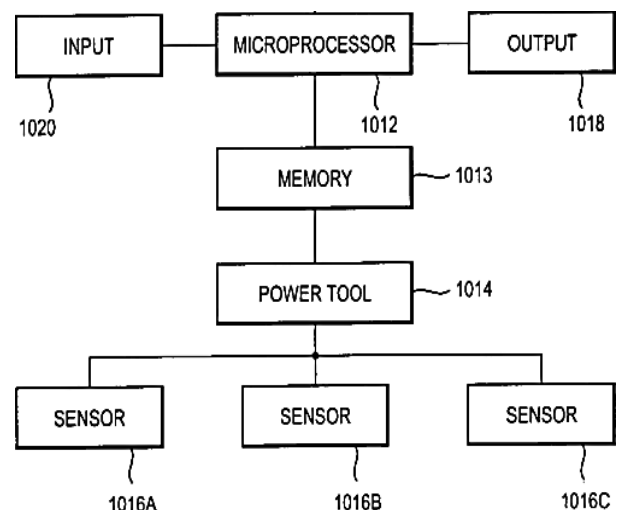 INPUT
MICROPROCESSOR
OUTPUT
1020
1012
1018
MEMORY
1013
POWER TOOL
1014
SENSOR
SENSOR
SENSOR
1016A
1016B
1016C